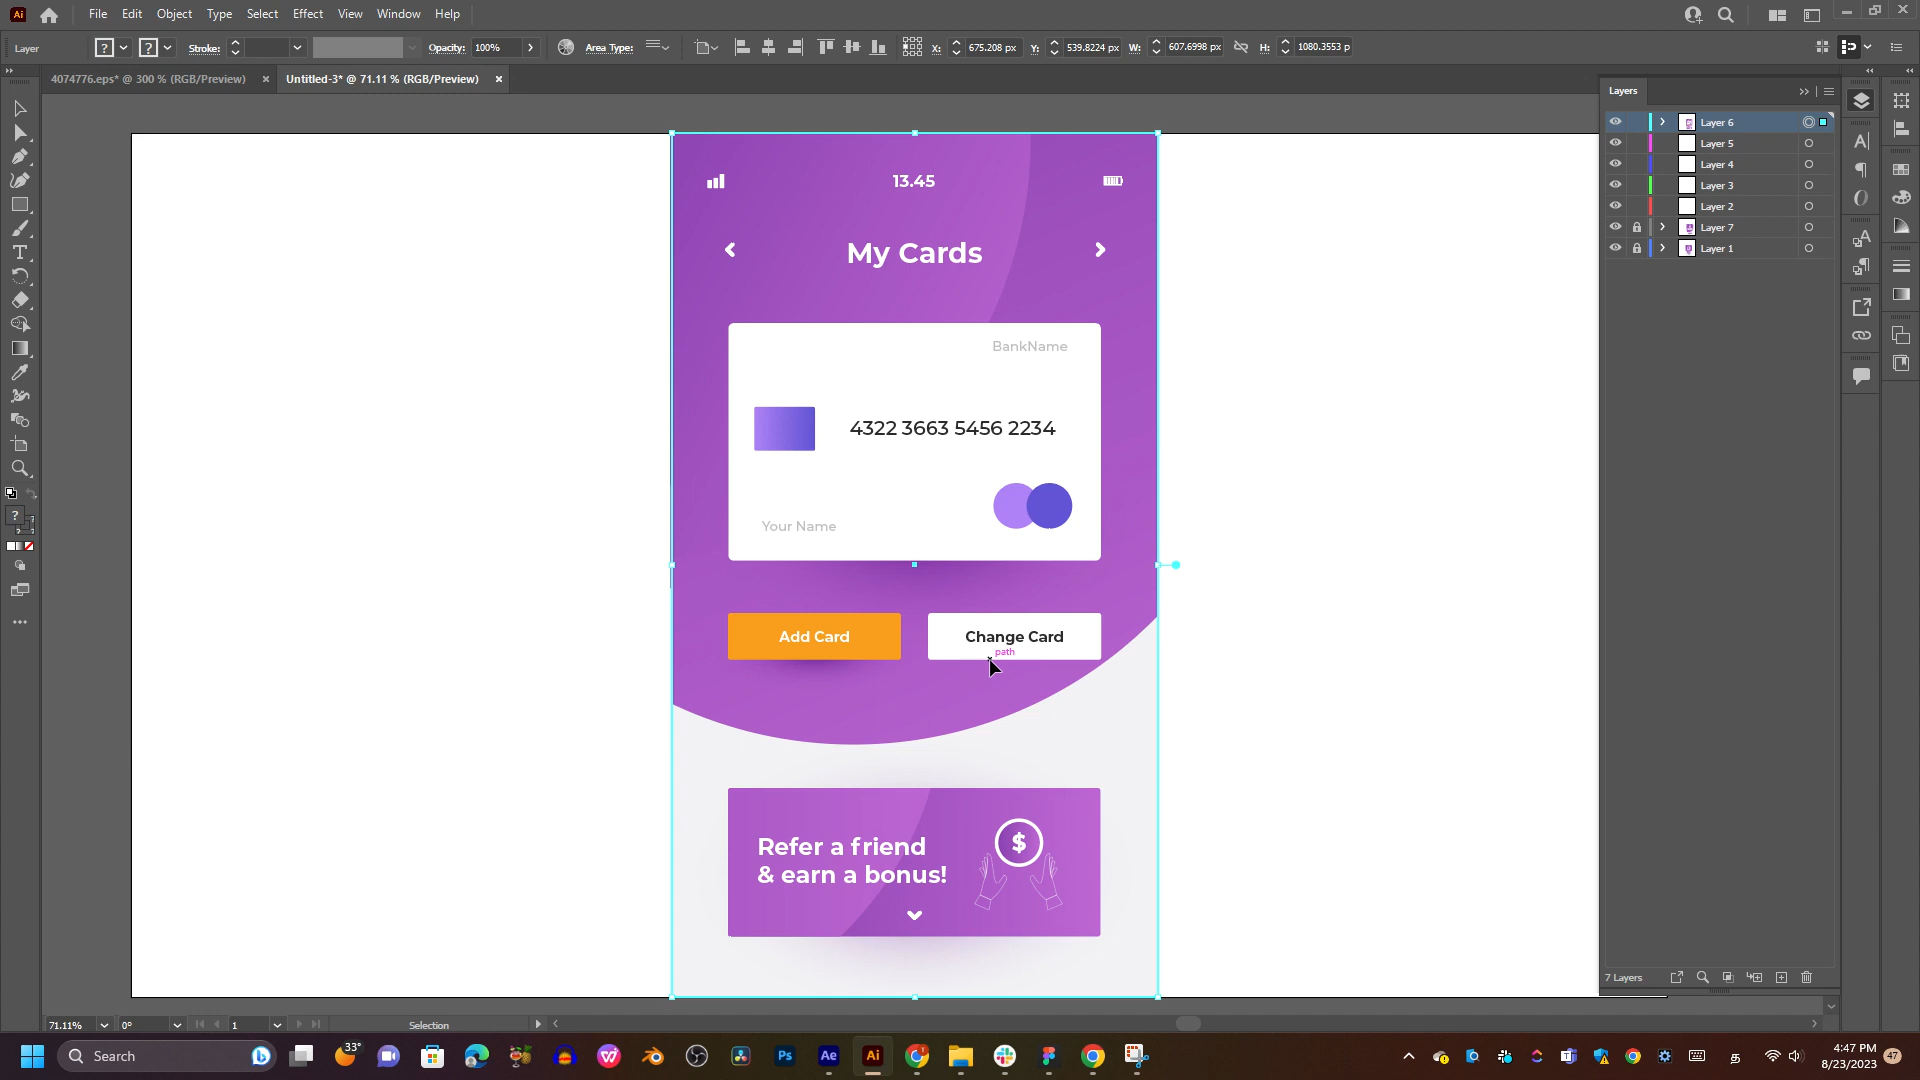 Ai File Edit Object Type Select Effect View Window Help
Layer ? ? Stroke: Opacity: 100% Area Type: X: 675.208 px Y: 539.8224 px W: 607.6998 px H: 1080.3553 p
4074776.eps* @ 300 % (RGB/Preview) Untitled-3* @ 71.11 % (RGB/Preview)
Layers
Layer 6
Layer 5
Layer 4
Layer 3
Layer 2
Layer 7
Layer 1
13.45
My Cards
BankName
4322 3663 5456 2234
Your Name
Add Card Change Card
path
Refer a friend
& earn a bonus!
$
7 Layers
71.11% 0° 1 Selection
Search 33° Ps Ae Ai 4:47 PM
8/23/2023 47